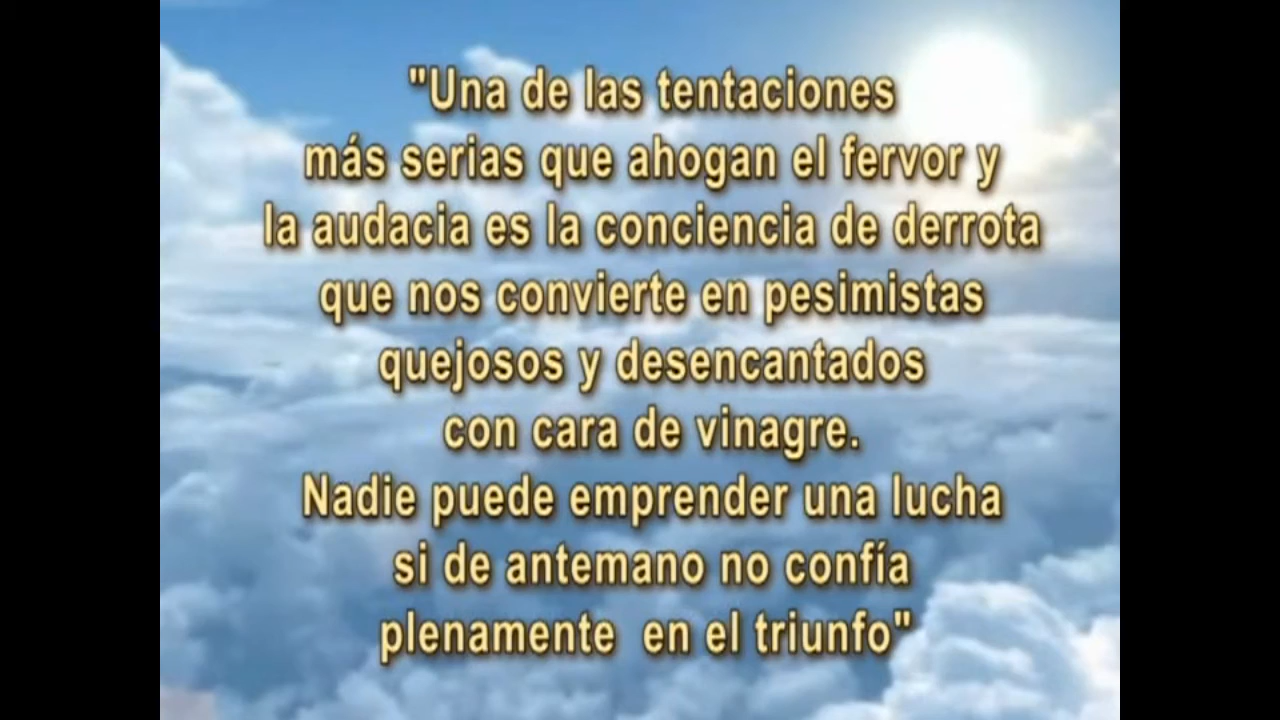 "Una de las tentaciones
más serias que ahogan el fervor y
la audacia es la conciencia de derrota
que nos convierte en pesimistas
quejosos y desencantados
con cara de vinagre.
Nadie puede emprender una lucha
si de antemano no confía
plenamente  en el triunfo"